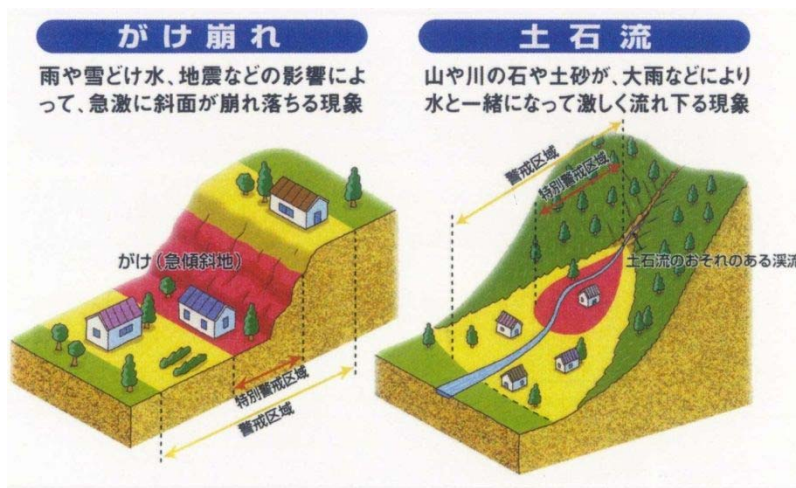 がけ崩れ
雨や雪どけ水、地震などの影響によ
って、急激に斜面が崩れ落ちる現象
がけ（急傾斜地）
特別警戒区域
警戒区域
土石流
山や川の石や土砂が、大雨などにより
水と一緒になって激しく流れ下る現象
警戒区域
特別警戒区域
土石流のおそれのある渓流